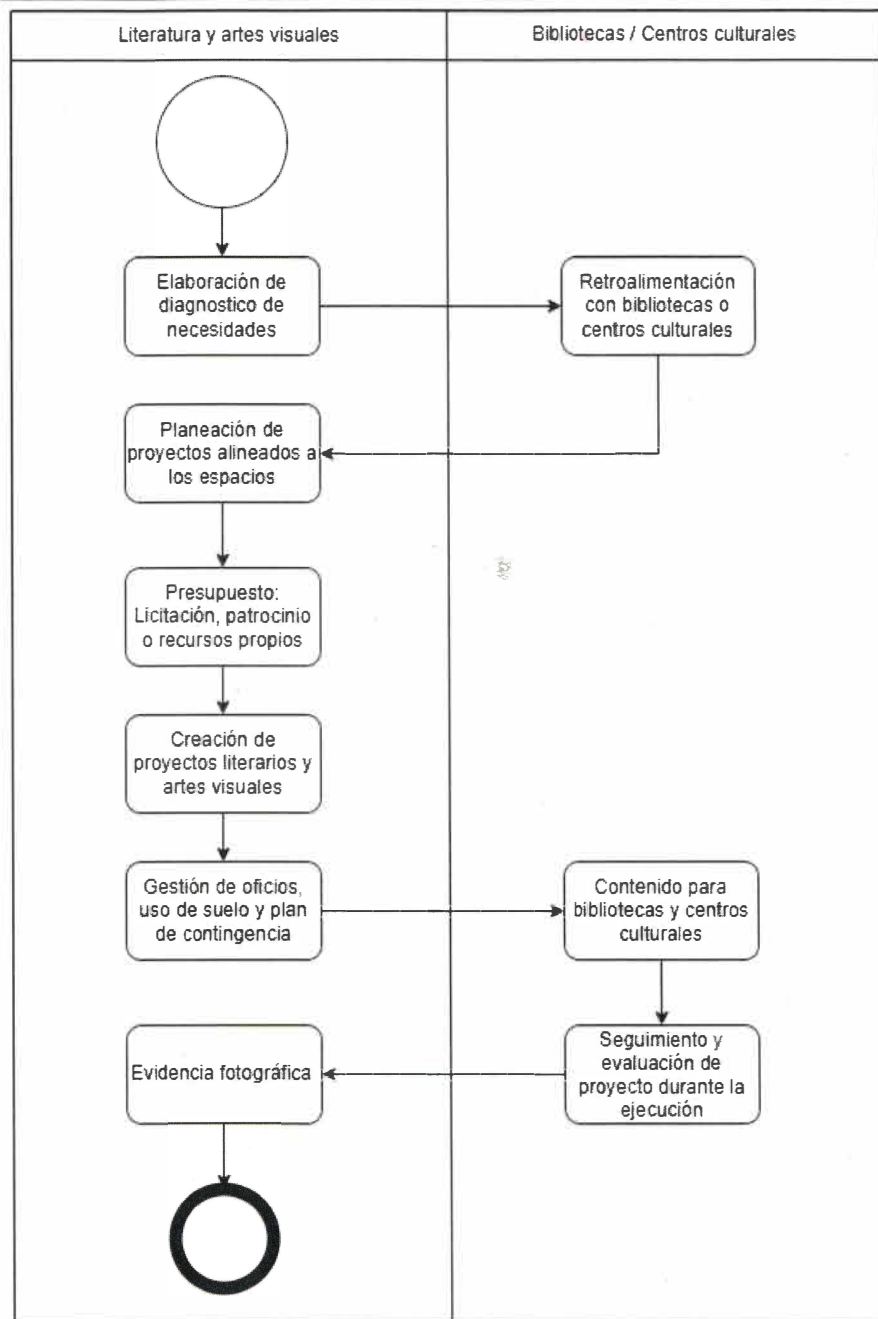 Literatura y artes visuales
Bibliotecas / Centros culturales
Elaboración de
diagnostico de
necesidades
Retroalimentación
con bibliotecas o
centros culturales
Planeación de
proyectos alineados a
los espacios
Presupuesto:
Licitación, patrocinio
o recursos propios
Creación de
proyectos literarios y
artes visuales
Gestión de oficios,
uso de suelo y plan
de contingencia
Contenido para
bibliotecas y centros
culturales
Seguimiento y
evaluación de
proyecto durante la
ejecución
Evidencia fotográfica